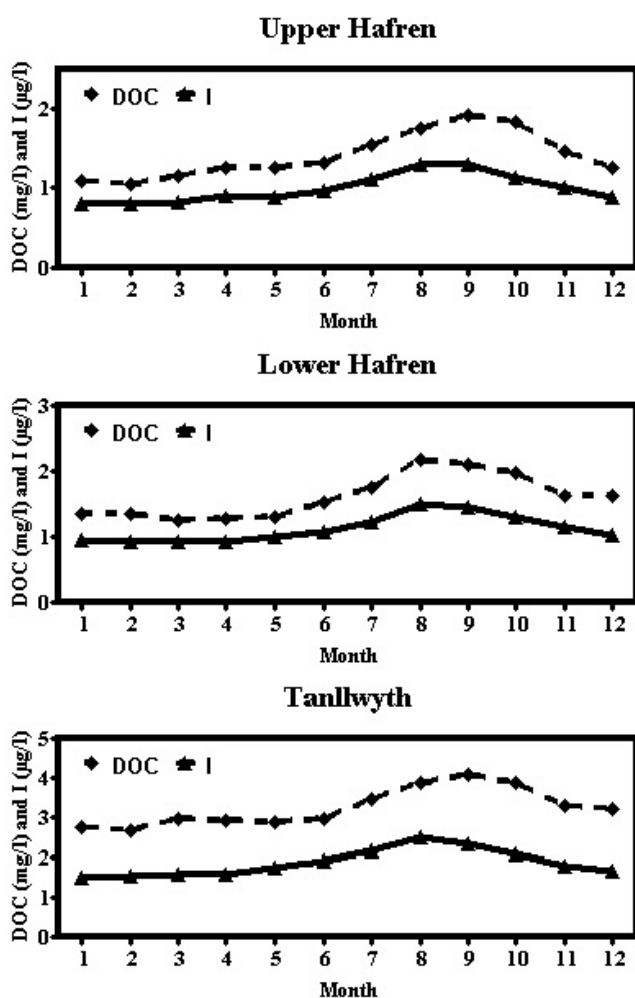 Upper Hafren
DOC I
2
1
0
DOC (mg/l) and I (µg/l)
1 2 3 4 5 6 7 8 9 10 11 12
Month
Lower Hafren
DOC I
3
2
1
0
DOC (mg/l) and I (µg/l)
1 2 3 4 5 6 7 8 9 10 11 12
Month
Tanllwyth
DOC I
5
4
3
2
1
0
DOC (mg/l) and I (µg/l)
1 2 3 4 5 6 7 8 9 10 11 12
Month